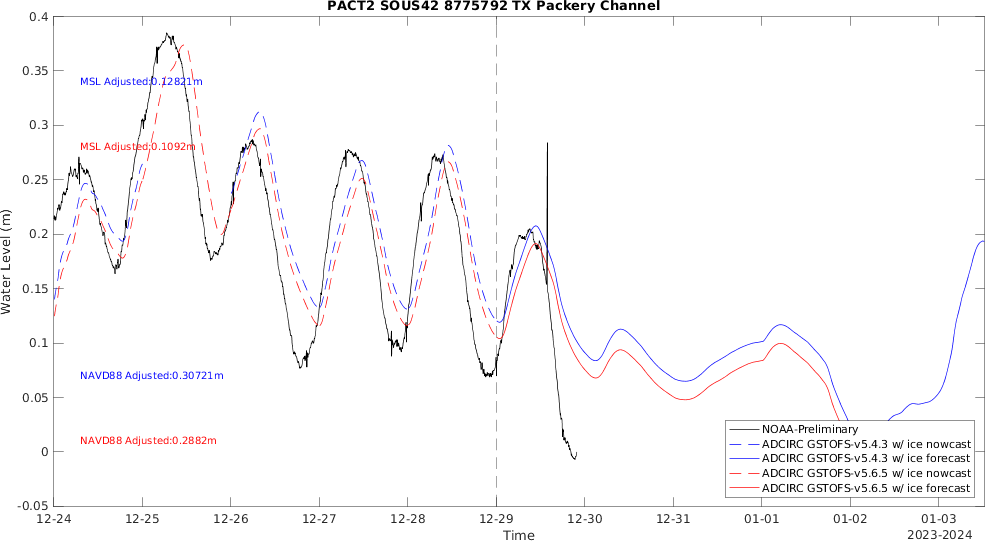 PACT2 SOUS42 8775792 TX Packery Channel
0.4
0.35
0.3
0.25
0.2
0.15
0.1
0.05
0
-0.05
Water Level (m)
MSL Adjusted:0.12821m
MSL Adjusted:0.1092m
NAVD88 Adjusted:0.30721m
NAVD88 Adjusted:0.2882m
NOAA-Preliminary
ADCIRC GSTOFS-v5.4.3 w/ ice nowcast
ADCIRC GSTOFS-v5.4.3 w/ ice forecast
ADCIRC GSTOFS-v5.6.5 w/ ice nowcast
ADCIRC GSTOFS-v5.6.5 w/ ice forecast
12-24 12-25 12-26 12-27 12-28 12-29 12-30 12-31 01-01 01-02 01-03
Time
2023-2024